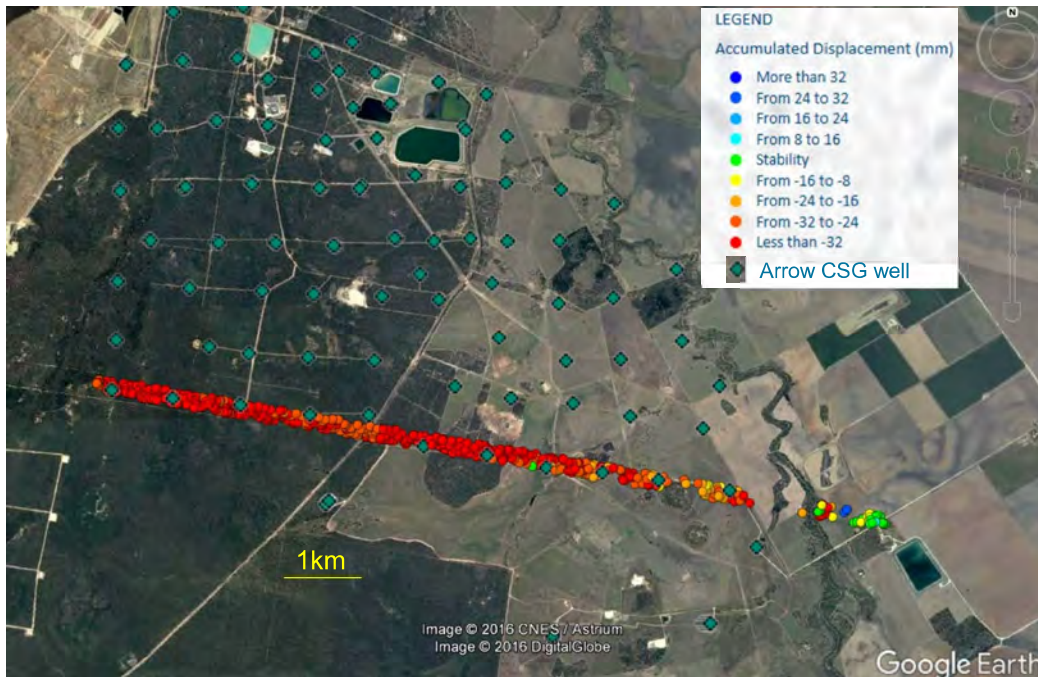 N
LEGEND
Accumulated Displacement (mm)
More than 32
From 24 to 32
From 16 to 24
From 8 to 16
Stability
From -16 to -8
From -24 to -16
From -32 to -24
Less than -32
Arrow CSG well
1km
Image © 2016 CNES / Astrium
Image © 2016 DigitalGlobe
Google Earth